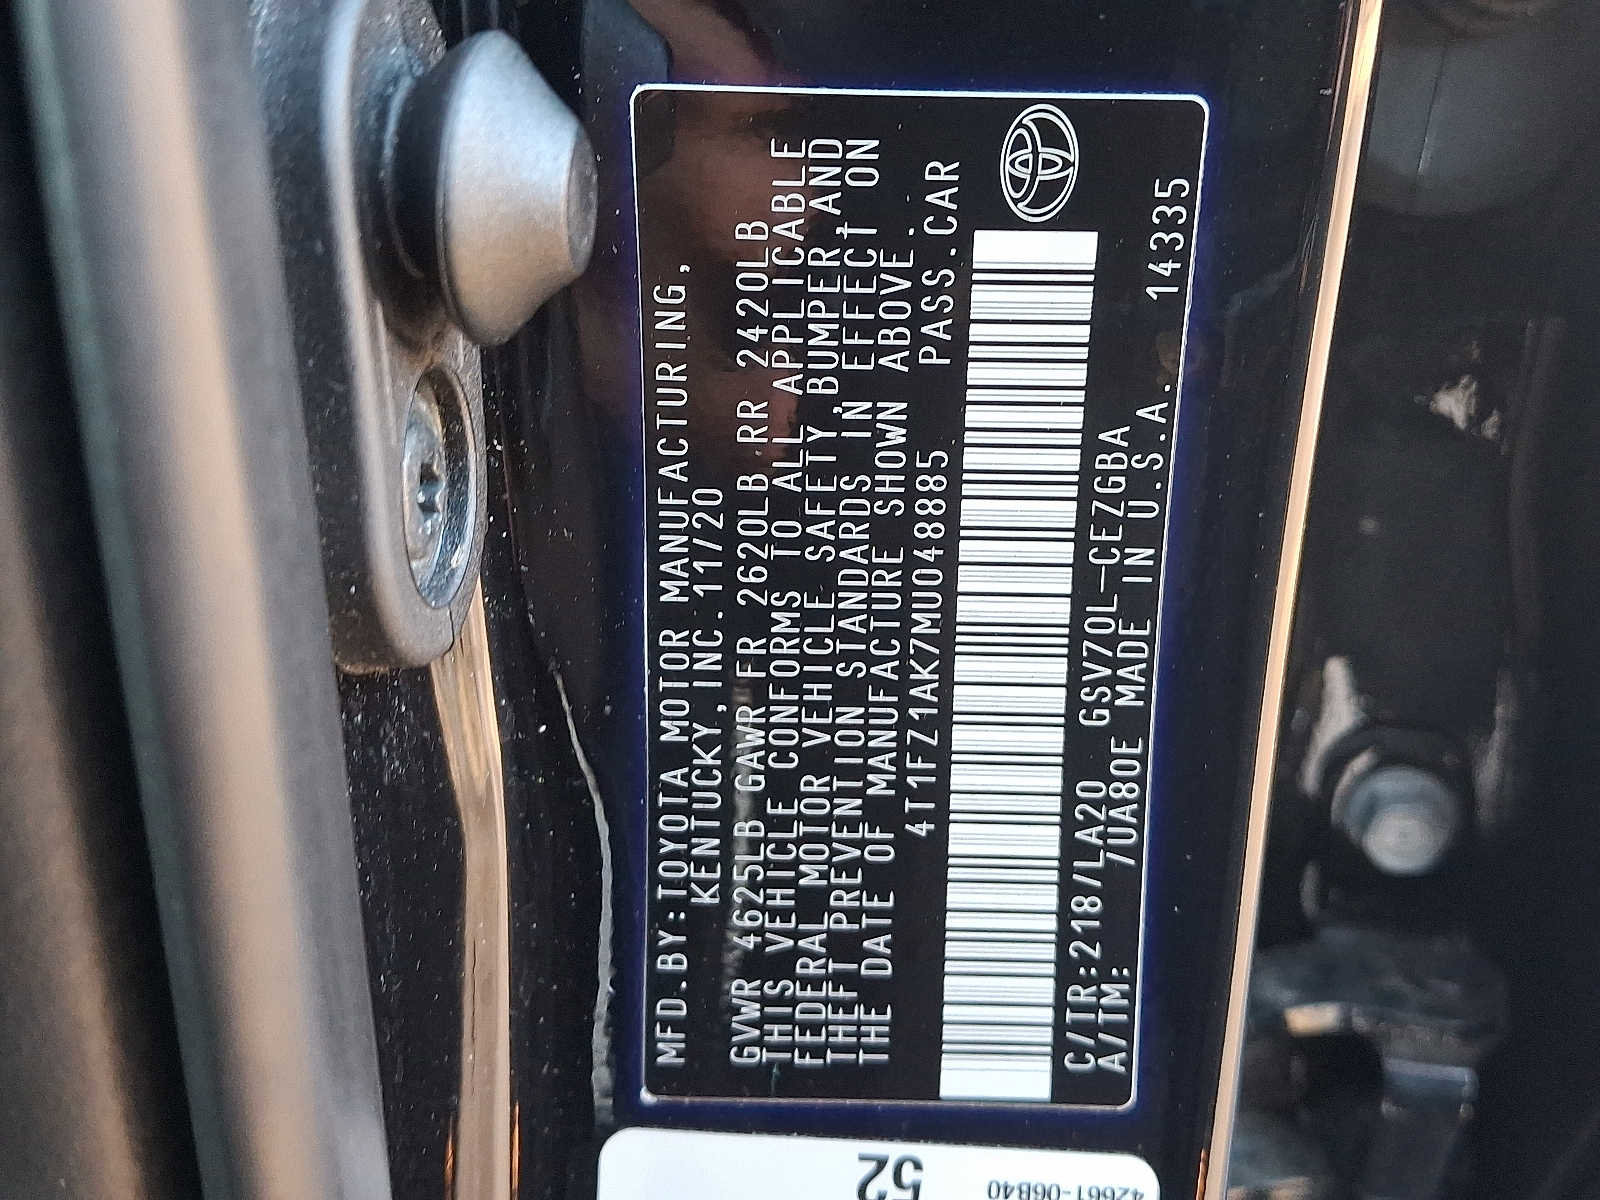 MFD.BY:TOYOTA MOTOR MANUFACTURING,
KENTUCKY,INC.11/20
GVWR 4625LB GAWR FR 2620LB RR 2420LB
THIS VEHICLE CONFORMS TO ALL APPLICABLE
FEDERAL MOTOR VEHICLE SAFETY,BUMPER,AND
THEFT PREVENTION STANDARDS IN EFFECT ON
THE DATE OF MANUFACTURE SHOWN ABOVE.
4T1FZ1AK7MU048885 PASS.CAR
C/TR:218/LA20 GSV70L-CEZGBA
A/TM: 7UA80E MADE IN U.S.A. 14335
52
42661-06B40